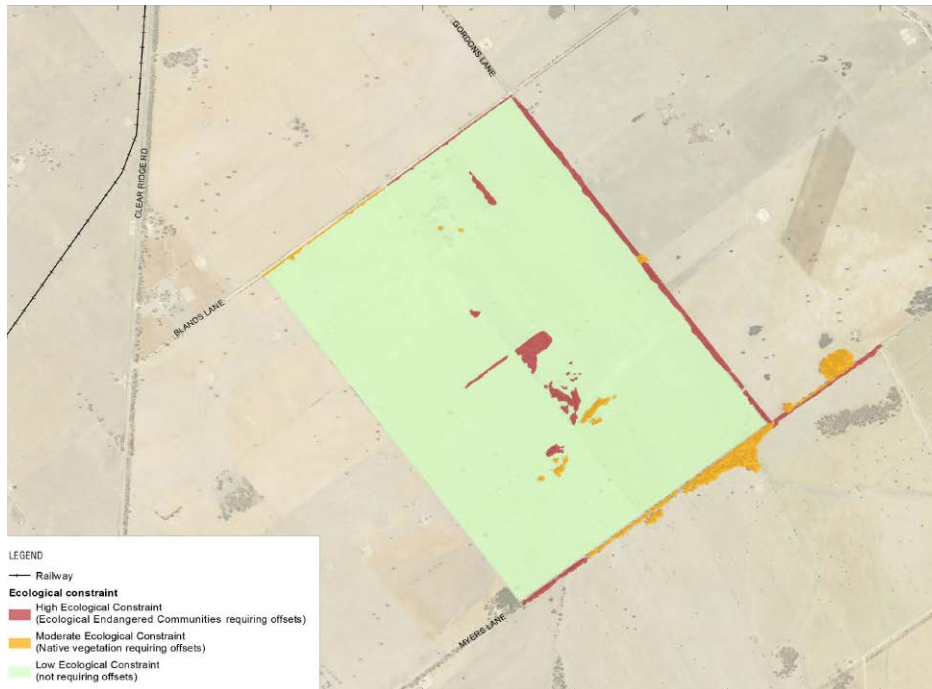 GORDONS LANE
CLEAR RIDGE RD
BLANDS LANE
MYERS LANE
LEGEND
Railway
Ecological constraint
High Ecological Constraint
(Ecological Endangered Communities requiring offsets)
Moderate Ecological Constraint
(Native vegetation requiring offsets)
Low Ecological Constraint
(not requiring offsets)